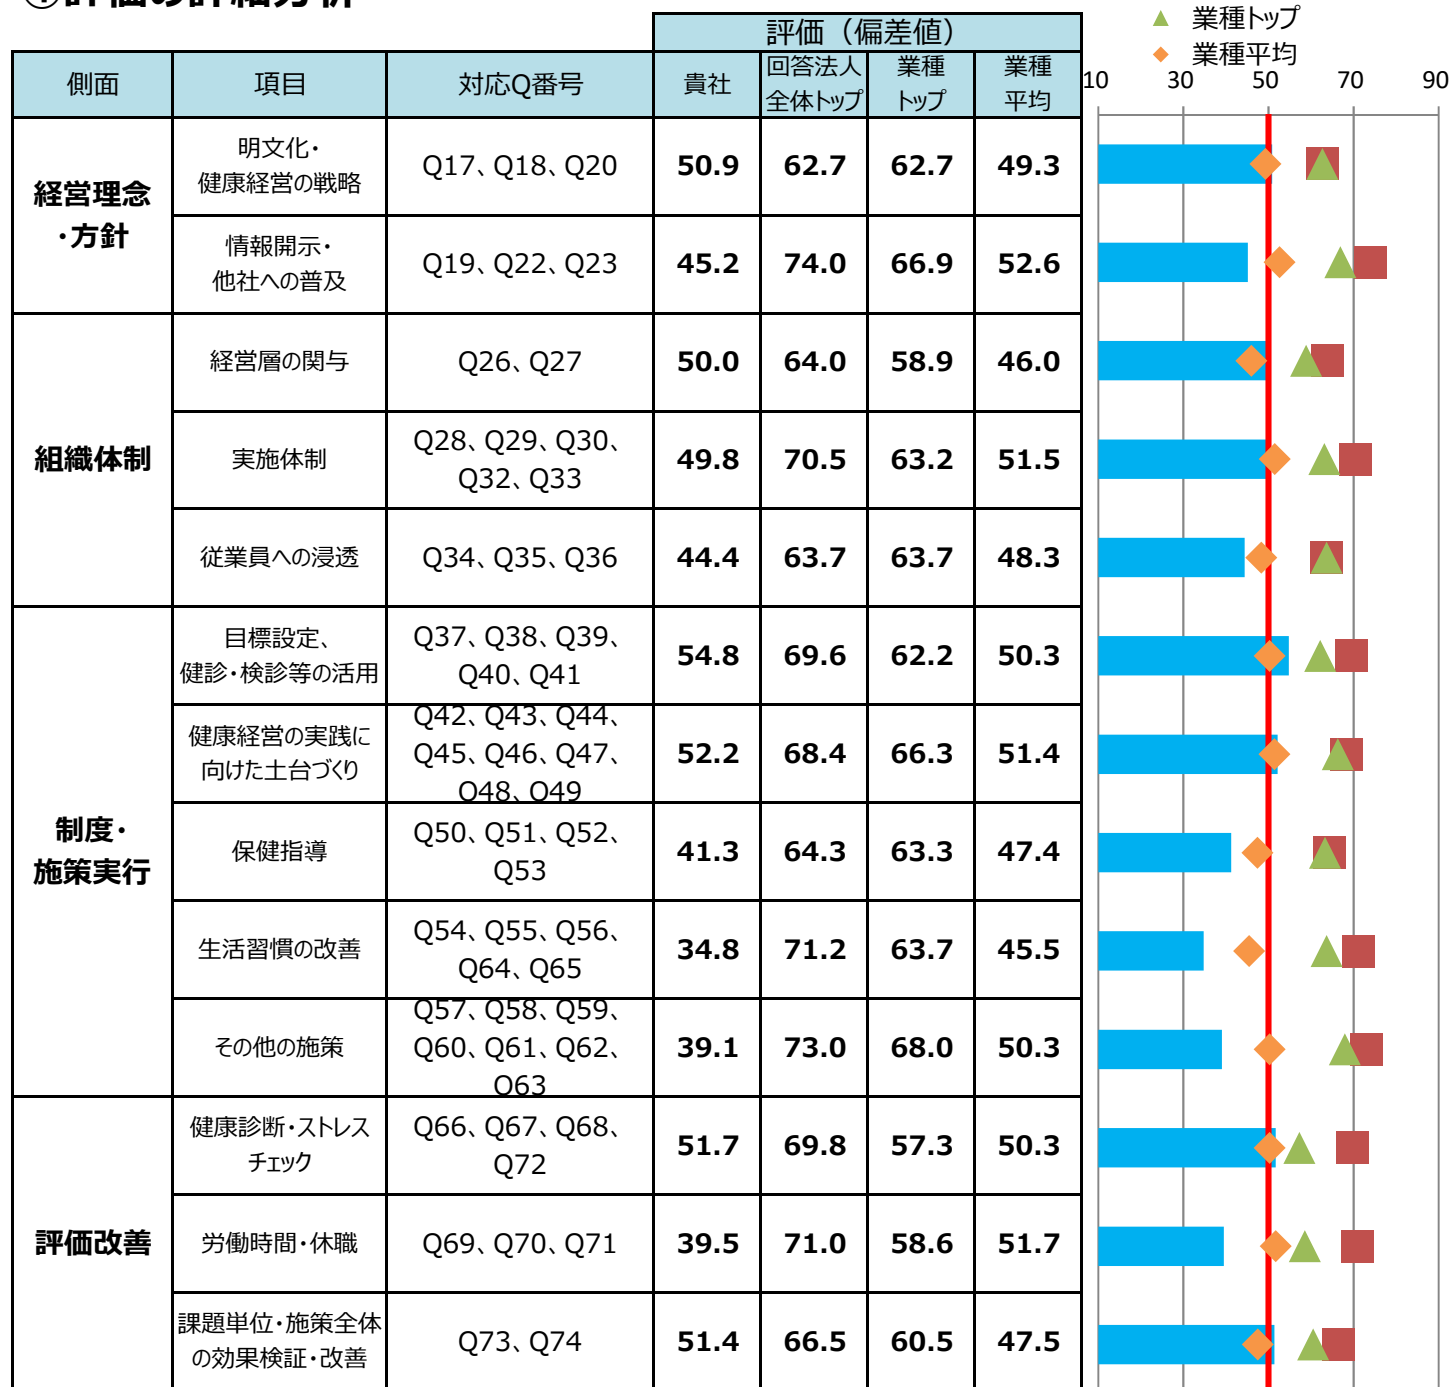 ①評価の詳細分析
▲ 業種トップ
◆ 業種平均
評価（偏差値）
側面 項目 対応Q番号 貴社 回答法人 業種 業種
全体トップ トップ 平均
10 30 50 70 90
経営理念
・方針
明文化・
健康経営の戦略
Q17、Q18、Q20 50.9 62.7 62.7 49.3
情報開示・
他社への普及
Q19、Q22、Q23 45.2 74.0 66.9 52.6
組織体制
経営層の関与 Q26、Q27 50.0 64.0 58.9 46.0
実施体制
Q28、Q29、Q30、
Q32、Q33
49.8 70.5 63.2 51.5
従業員への浸透 Q34、Q35、Q36 44.4 63.7 63.7 48.3
制度・
施策実行
目標設定、
健診・検診等の活用
Q37、Q38、Q39、
Q40、Q41
54.8 69.6 62.2 50.3
健康経営の実践に
向けた土台づくり
Q42、Q43、Q44、
Q45、Q46、Q47、
Q48、Q49
52.2 68.4 66.3 51.4
保健指導
Q50、Q51、Q52、
Q53
41.3 64.3 63.3 47.4
生活習慣の改善
Q54、Q55、Q56、
Q64、Q65
34.8 71.2 63.7 45.5
その他の施策
Q57、Q58、Q59、
Q60、Q61、Q62、
Q63
39.1 73.0 68.0 50.3
評価改善
健康診断・ストレス
チェック
Q66、Q67、Q68、
Q72
51.7 69.8 57.3 50.3
労働時間・休職 Q69、Q70、Q71 39.5 71.0 58.6 51.7
課題単位・施策全体
の効果検証・改善
Q73、Q74 51.4 66.5 60.5 47.5